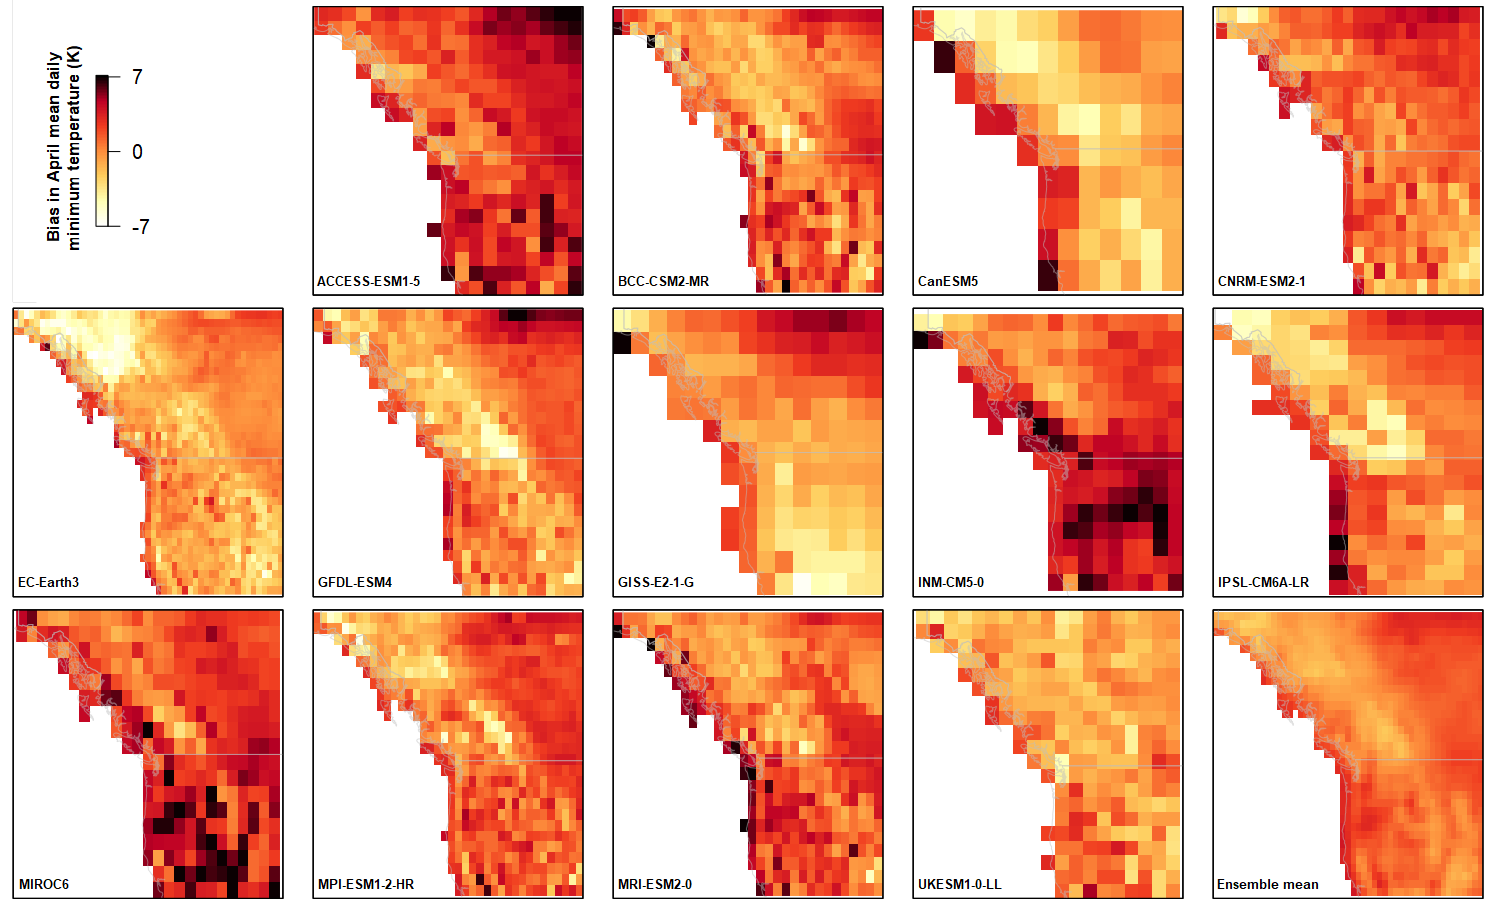 Bias in April mean daily
minimum temperature (K)
7
0
-7
ACCESS-ESM1-5
BCC-CSM2-MR
CanESM5
CNRM-ESM2-1
EC-Earth3
GFDL-ESM4
GISS-E2-1-G
INM-CM5-0
IPSL-CM6A-LR
MIROC6
MPI-ESM1-2-HR
MRI-ESM2-0
UKESM1-0-LL
Ensemble mean